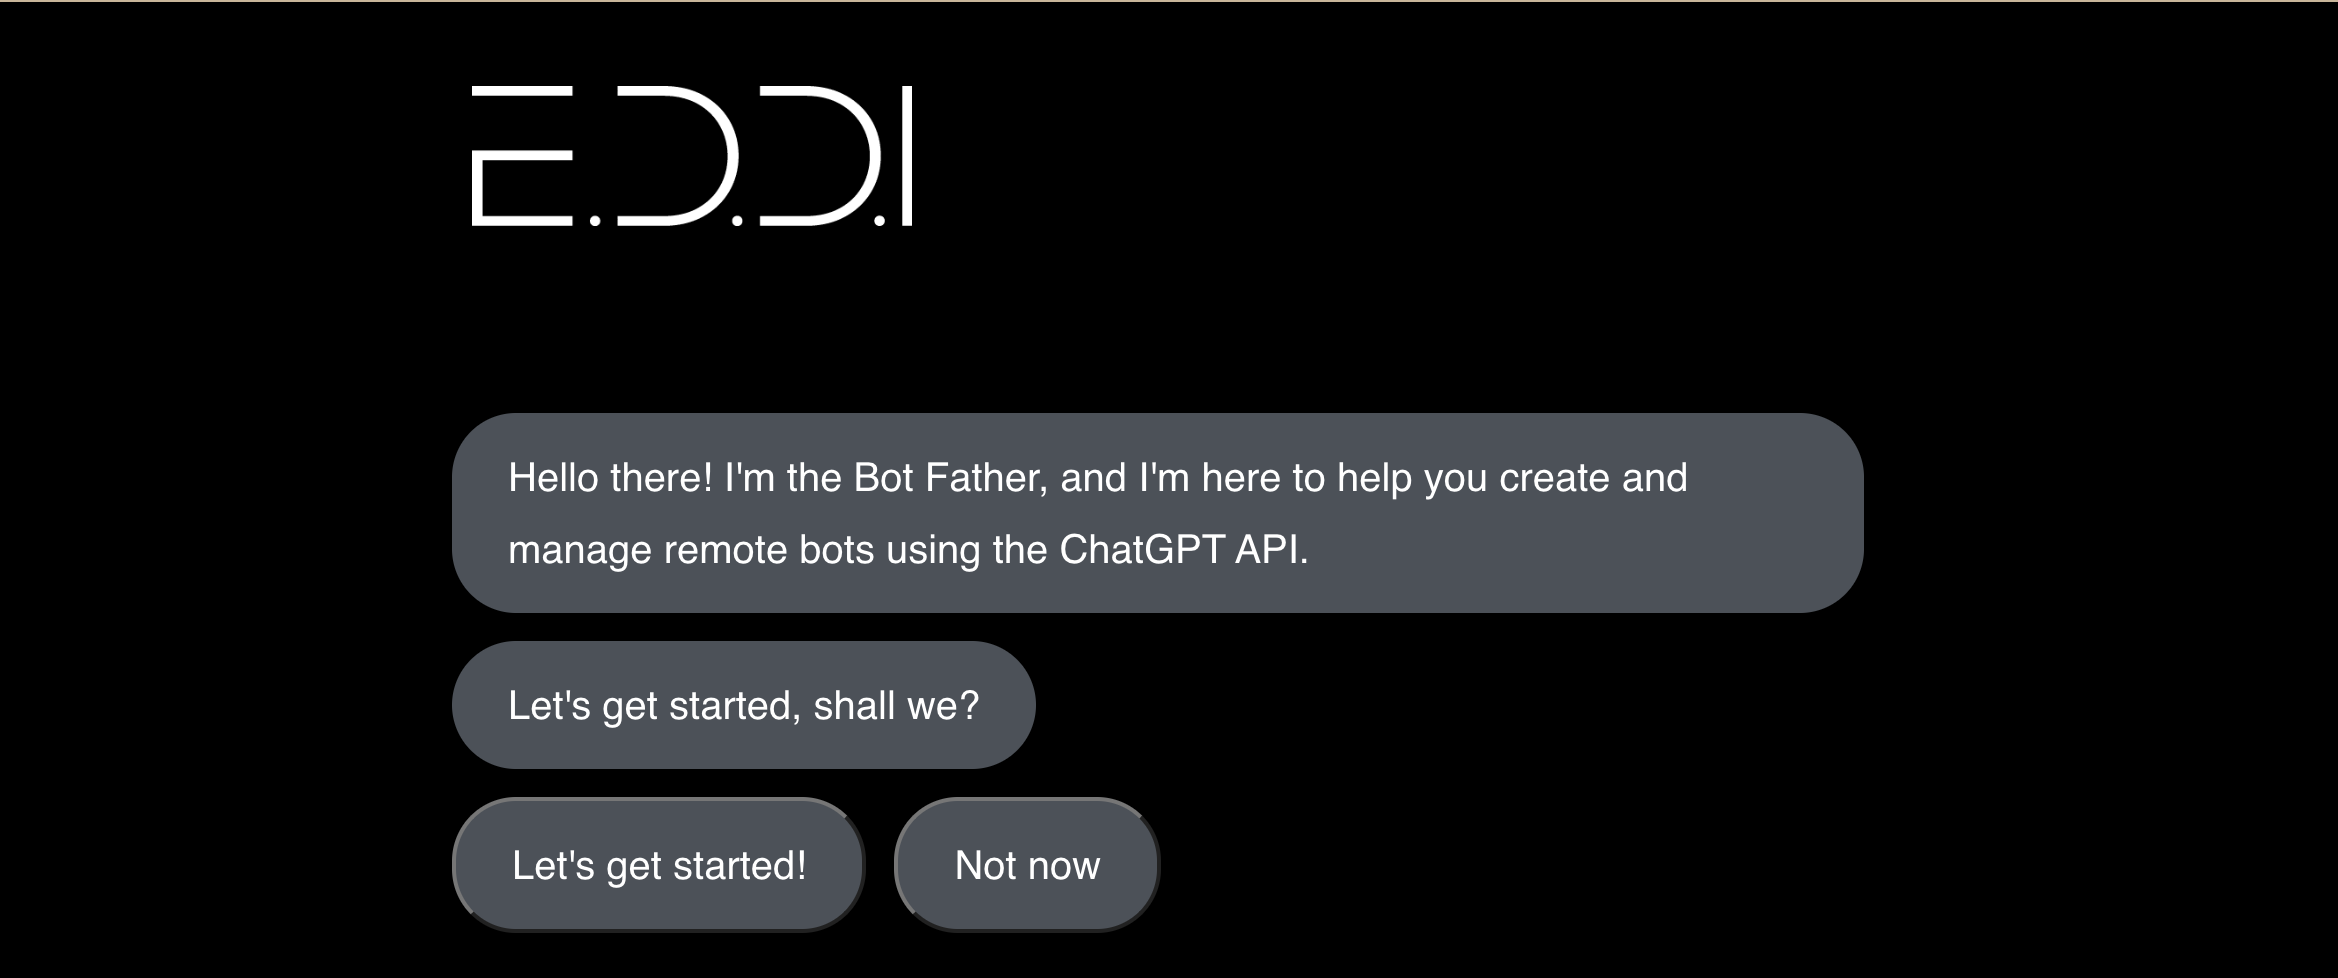 E.D.D.I
Hello there! I'm the Bot Father, and I'm here to help you create and
manage remote bots using the ChatGPT API.
Let's get started, shall we?
Let's get started!
Not now